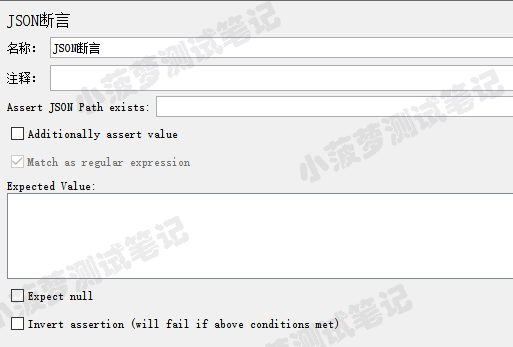 JSON断言
名称： JSON断言
注释：
Assert JSON Path exists:
Additionally assert value
Match as regular expression
Expected Value:
Expect null
Invert assertion (will fail if above conditions met)
小菠萝测试笔记
小菠萝测试笔记
小菠萝测试笔记
小菠萝测试笔记